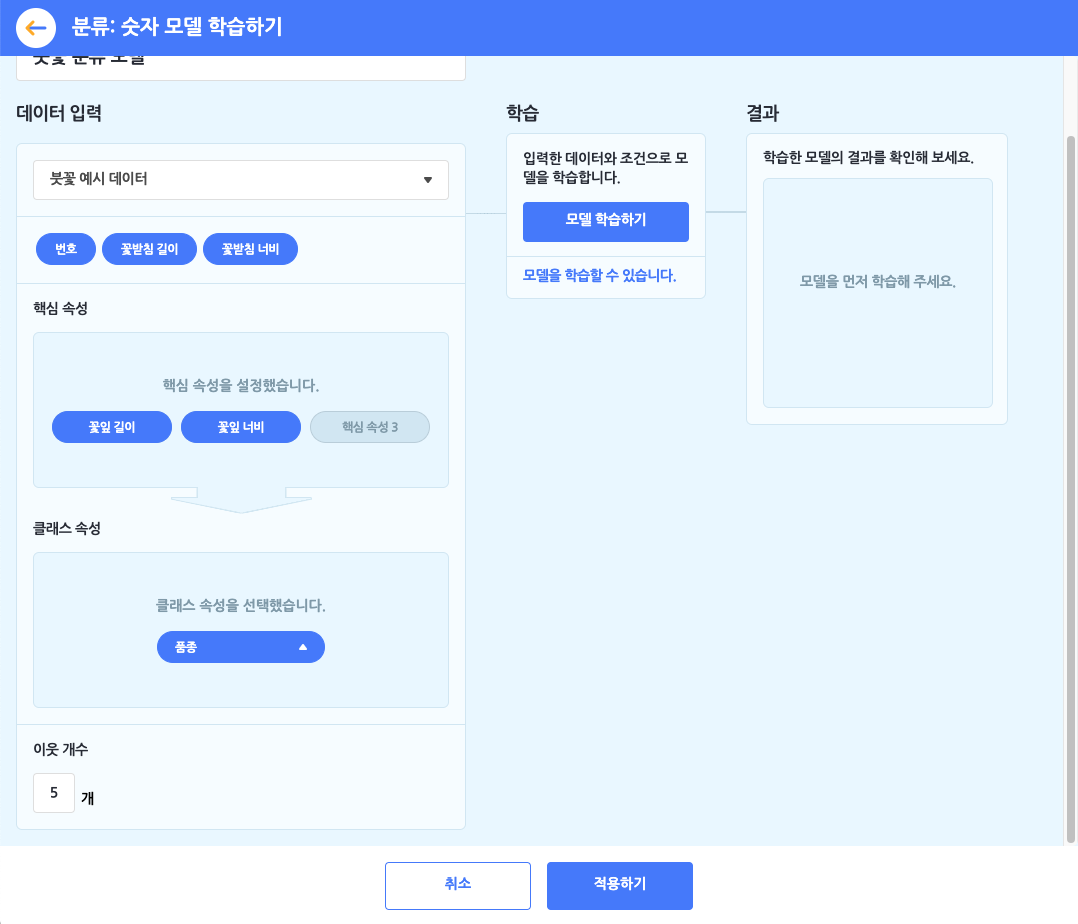 분류: 숫자 모델 학습하기
붓꽃 분류 모델
데이터 입력
붓꽃 예시 데이터
번호
꽃받침 길이
꽃받침 너비
핵심 속성
핵심 속성을 설정했습니다.
꽃잎 길이
꽃잎 너비
핵심 속성 3
클래스 속성
클래스 속성을 선택했습니다.
품종
이웃 개수
5 개
학습
입력한 데이터와 조건으로 모
델을 학습합니다.
모델 학습하기
모델을 학습할 수 있습니다.
결과
학습한 모델의 결과를 확인해 보세요.
모델을 먼저 학습해 주세요.
취소
적용하기